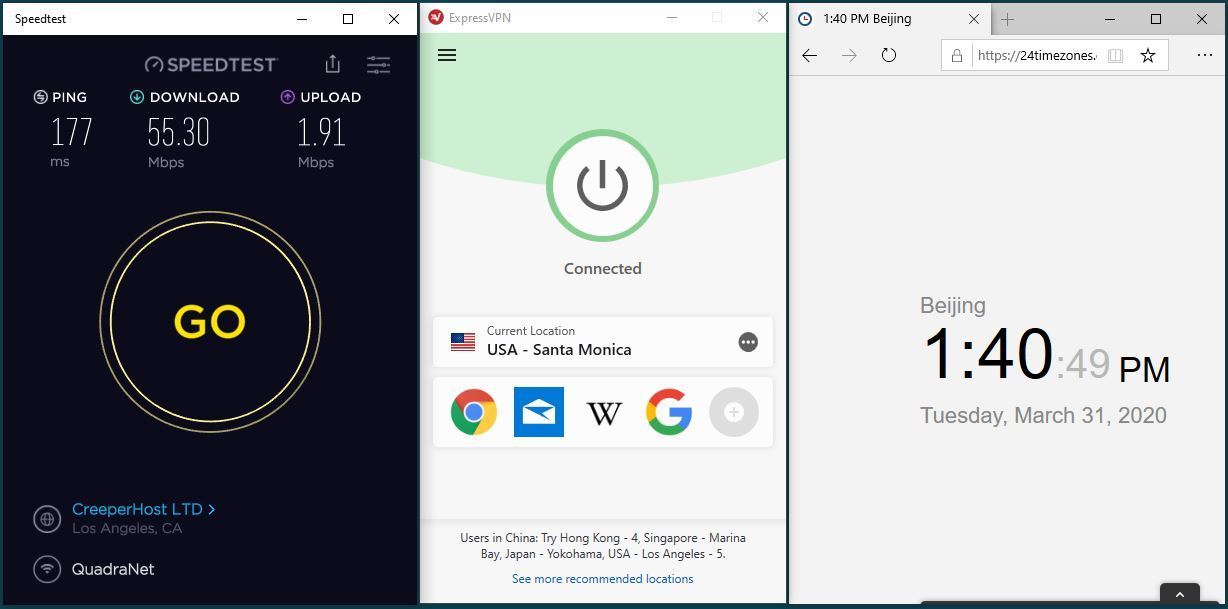 Speedtest
SPEEDTEST
PING DOWNLOAD UPLOAD
177 55.30 1.91
ms Mbps Mbps
GO
CreeperHost LTD >
Los Angeles, CA
QuadraNet
ExpressVPN
Connected
Current Location
USA - Santa Monica
W
Users in China: Try Hong Kong - 4, Singapore - Marina
Bay, Japan - Yokohama, USA - Los Angeles - 5.
See more recommended locations
1:40 PM Beijing
https://24timezones.
Beijing
1:40:49 PM
Tuesday, March 31, 2020